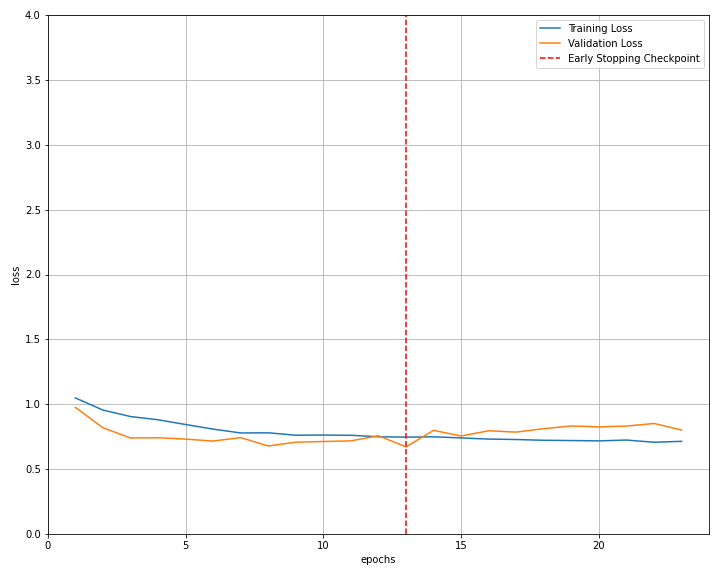 4.0
3.5
3.0
2.5
2.0
1.5
1.0
0.5
0.0
loss
0
5
10
15
20
epochs
Training Loss
Validation Loss
Early Stopping Checkpoint